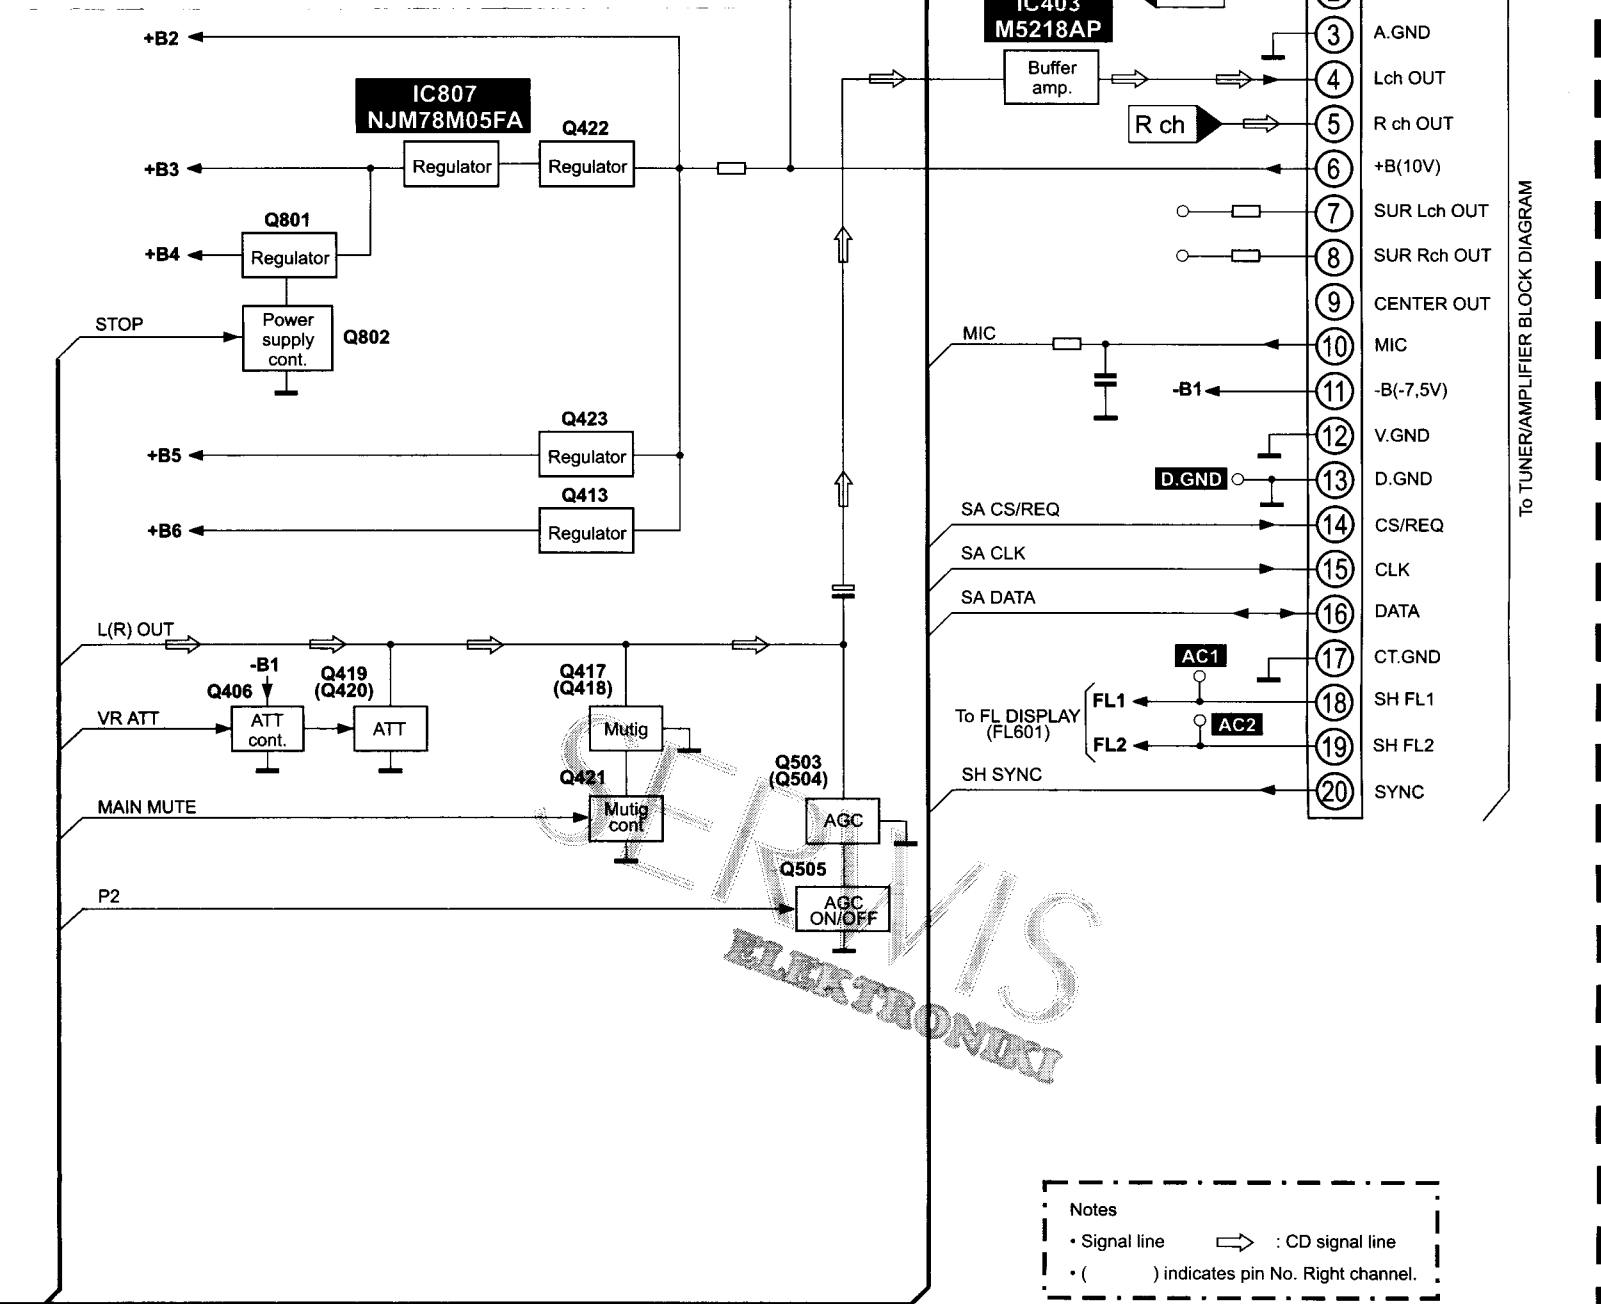 IC403
M5218AP
+B2
3 A.GND
Buffer
amp.
4 Lch OUT
IC807
NJM78M05FA
Q422
R ch
5 R ch OUT
+B3
Regulator
Regulator
6 +B(10V)
Q801
7 SUR Lch OUT
+B4
Regulator
8 SUR Rch OUT
9 CENTER OUT
STOP
Power
supply
cont.
Q802
MIC
10 MIC
-B1
11 -B(-7,5V)
Q423
12 V.GND
+B5
Regulator
D.GND
13 D.GND
Q413
+B6
Regulator
SA CS/REQ
14 CS/REQ
SA CLK
15 CLK
SA DATA
16 DATA
L(R) OUT
AC1
17 CT.GND
-B1
Q406
Q419
(Q420)
Q417
(Q418)
FL1
18 SH FL1
To FL DISPLAY
(FL601)
AC2
FL2
19 SH FL2
VR ATT
ATT
cont.
ATT
Mutig
Q421
Q503
(Q504)
SH SYNC
20 SYNC
MAIN MUTE
Mutig
cont
AGC
Q505
P2
AGC
ON/OFF
To TUNER/AMPLIFIER BLOCK DIAGRAM
SERWIS
ELEKTRONIKI
Notes
• Signal line : CD signal line
• ( ) indicates pin No. Right channel.